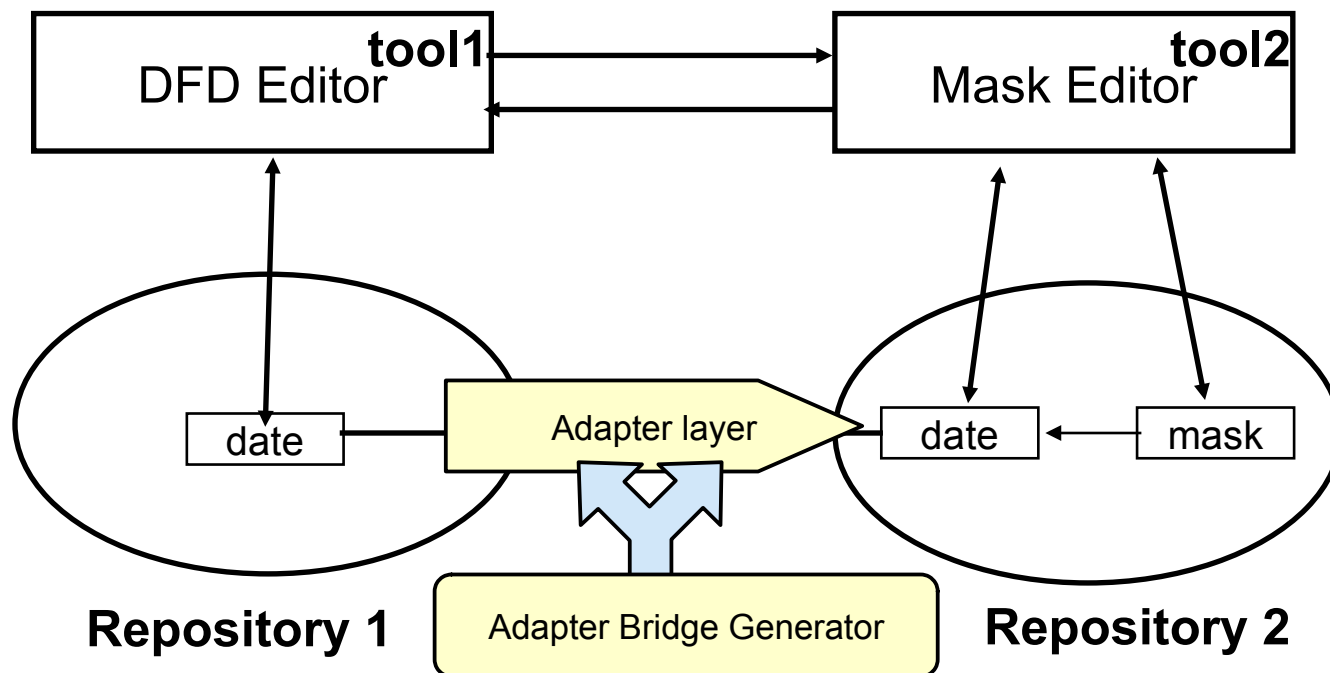 tool1
DFD Editor
tool2
Mask Editor
date
Adapter layer
date
mask
Repository 1
Adapter Bridge Generator
Repository 2